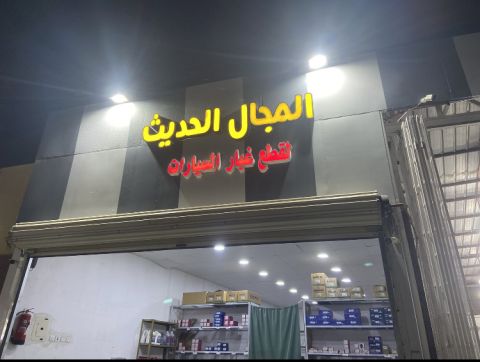 المجال الحديث
لقطع غيار السيارات